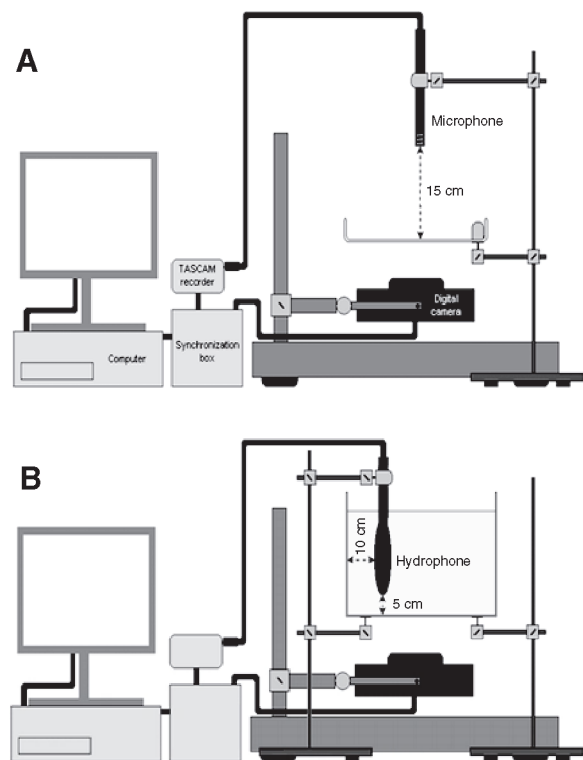 A
Microphone
15 cm
TASCAM
recorder
Digital
camera
Synchronization
box
Computer
B
10 cm
Hydrophone
5 cm